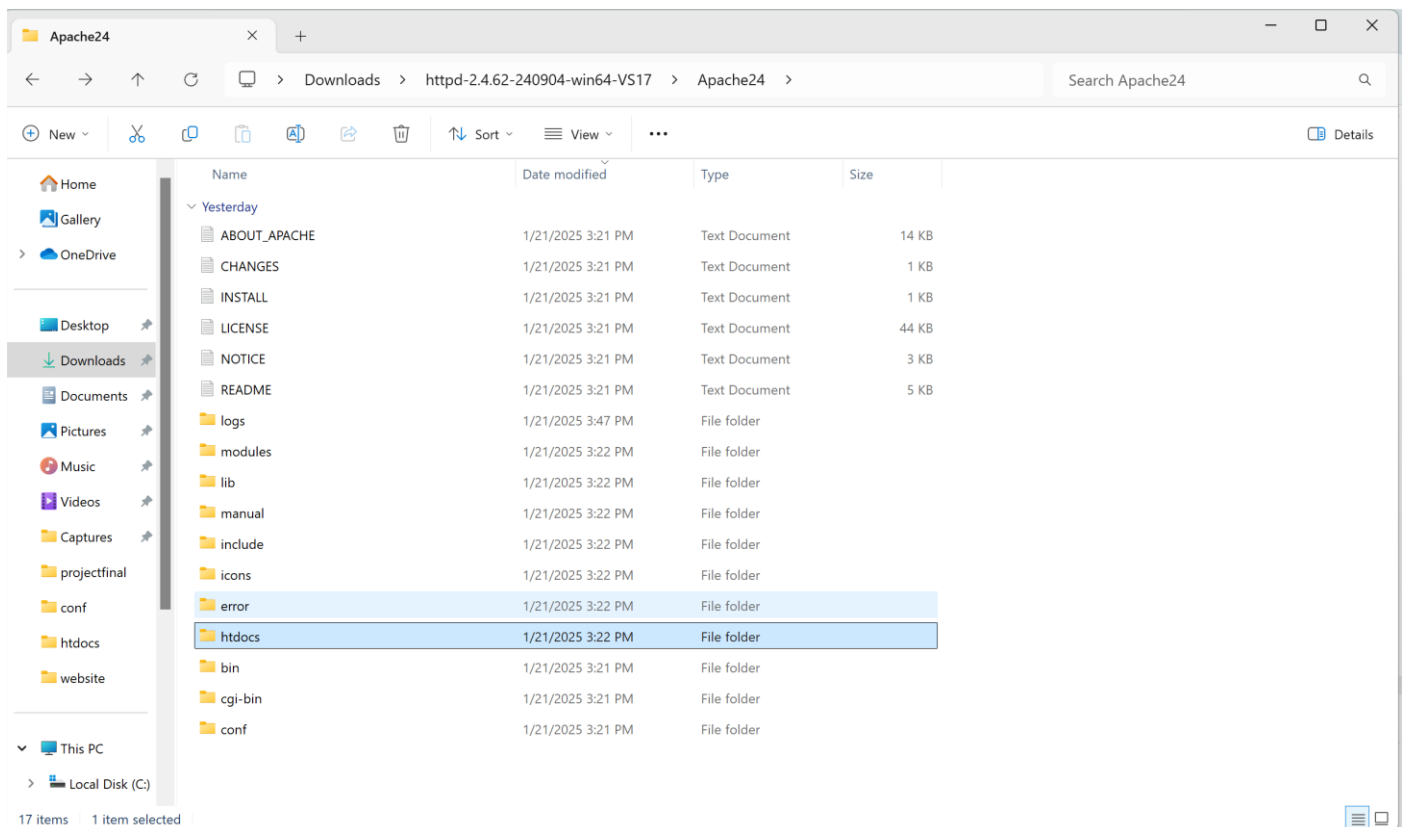 Apache24
Downloads > httpd-2.4.62-240904-win64-VS17 > Apache24 >
Search Apache24
New
Sort
View
Details
Home
Gallery
OneDrive
Desktop
Downloads
Documents
Pictures
Music
Videos
Captures
projectfinal
conf
htdocs
website
This PC
Local Disk (C:)
Name Date modified Type Size
Yesterday
ABOUT_APACHE 1/21/2025 3:21 PM Text Document 14 KB
CHANGES 1/21/2025 3:21 PM Text Document 1 KB
INSTALL 1/21/2025 3:21 PM Text Document 1 KB
LICENSE 1/21/2025 3:21 PM Text Document 44 KB
NOTICE 1/21/2025 3:21 PM Text Document 3 KB
README 1/21/2025 3:21 PM Text Document 5 KB
logs 1/21/2025 3:47 PM File folder
modules 1/21/2025 3:22 PM File folder
lib 1/21/2025 3:22 PM File folder
manual 1/21/2025 3:22 PM File folder
include 1/21/2025 3:22 PM File folder
icons 1/21/2025 3:22 PM File folder
error 1/21/2025 3:22 PM File folder
htdocs 1/21/2025 3:22 PM File folder
bin 1/21/2025 3:21 PM File folder
cgi-bin 1/21/2025 3:21 PM File folder
conf 1/21/2025 3:21 PM File folder
17 items 1 item selected